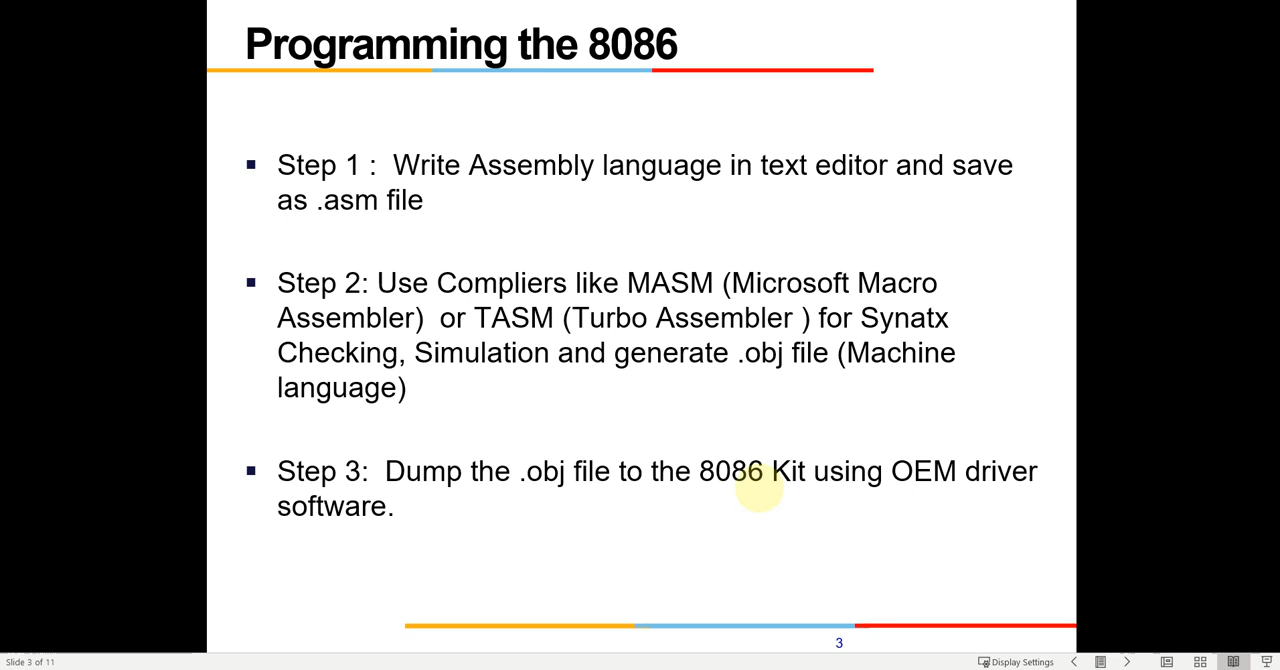 Programming the 8086
▪ Step 1 :  Write Assembly language in text editor and save
as .asm file
▪ Step 2: Use Compliers like MASM (Microsoft Macro
Assembler)  or TASM (Turbo Assembler ) for Synatx
Checking, Simulation and generate .obj file (Machine
language)
▪ Step 3:  Dump the .obj file to the 8086 Kit using OEM driver
software.
3
Slide 3 of 11
Display Settings